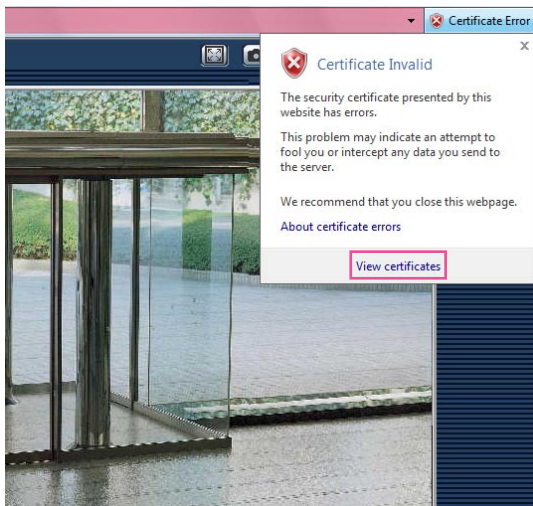 Certificate Error
Certificate Invalid
The security certificate presented by this
website has errors.
This problem may indicate an attempt to
fool you or intercept any data you send to
the server.
We recommend that you close this webpage.
About certificate errors
View certificates